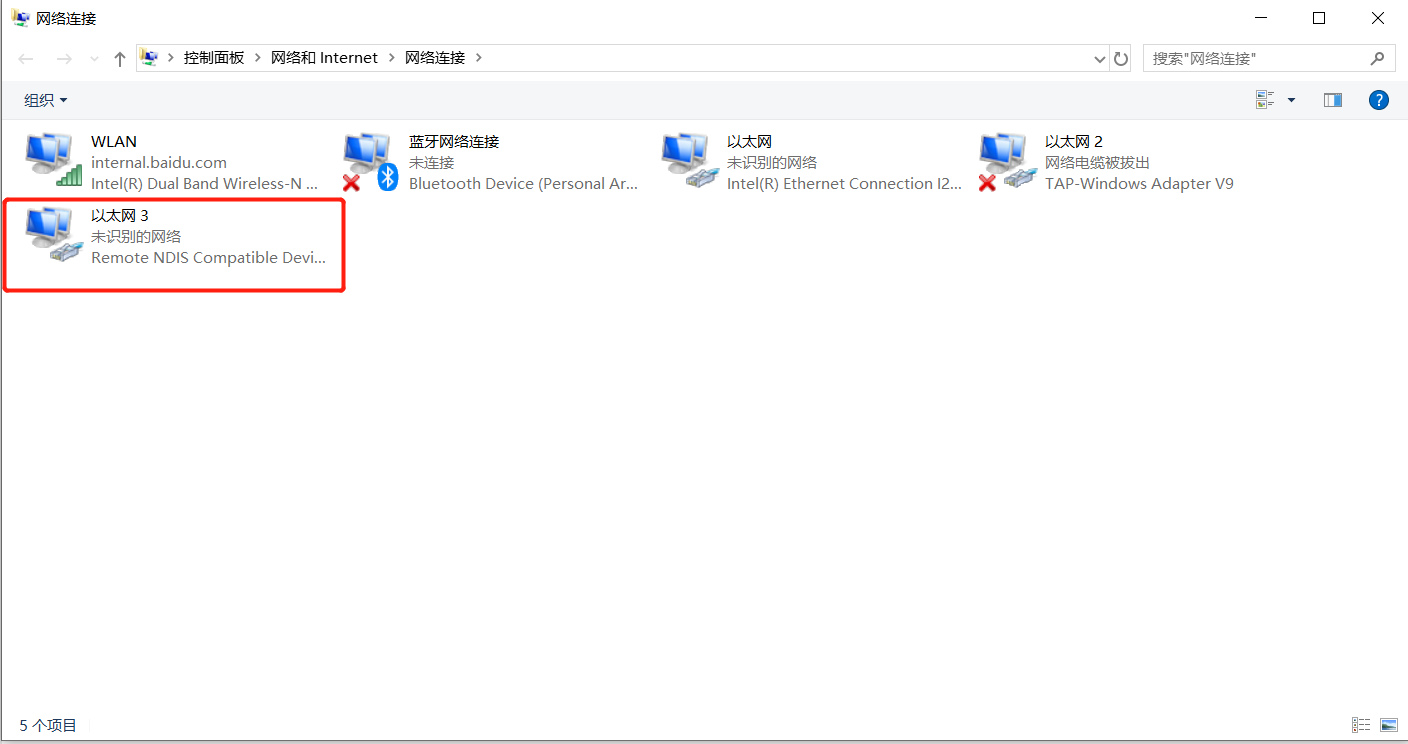 网络连接
控制面板 网络和 Internet 网络连接
搜索"网络连接"
组织
WLAN
internal.baidu.com
Intel(R) Dual Band Wireless-N ...
蓝牙网络连接
未连接
Bluetooth Device (Personal Ar...
以太网
未识别的网络
Intel(R) Ethernet Connection I2...
以太网 2
网络电缆被拔出
TAP-Windows Adapter V9
以太网 3
未识别的网络
Remote NDIS Compatible Devi...
5 个项目